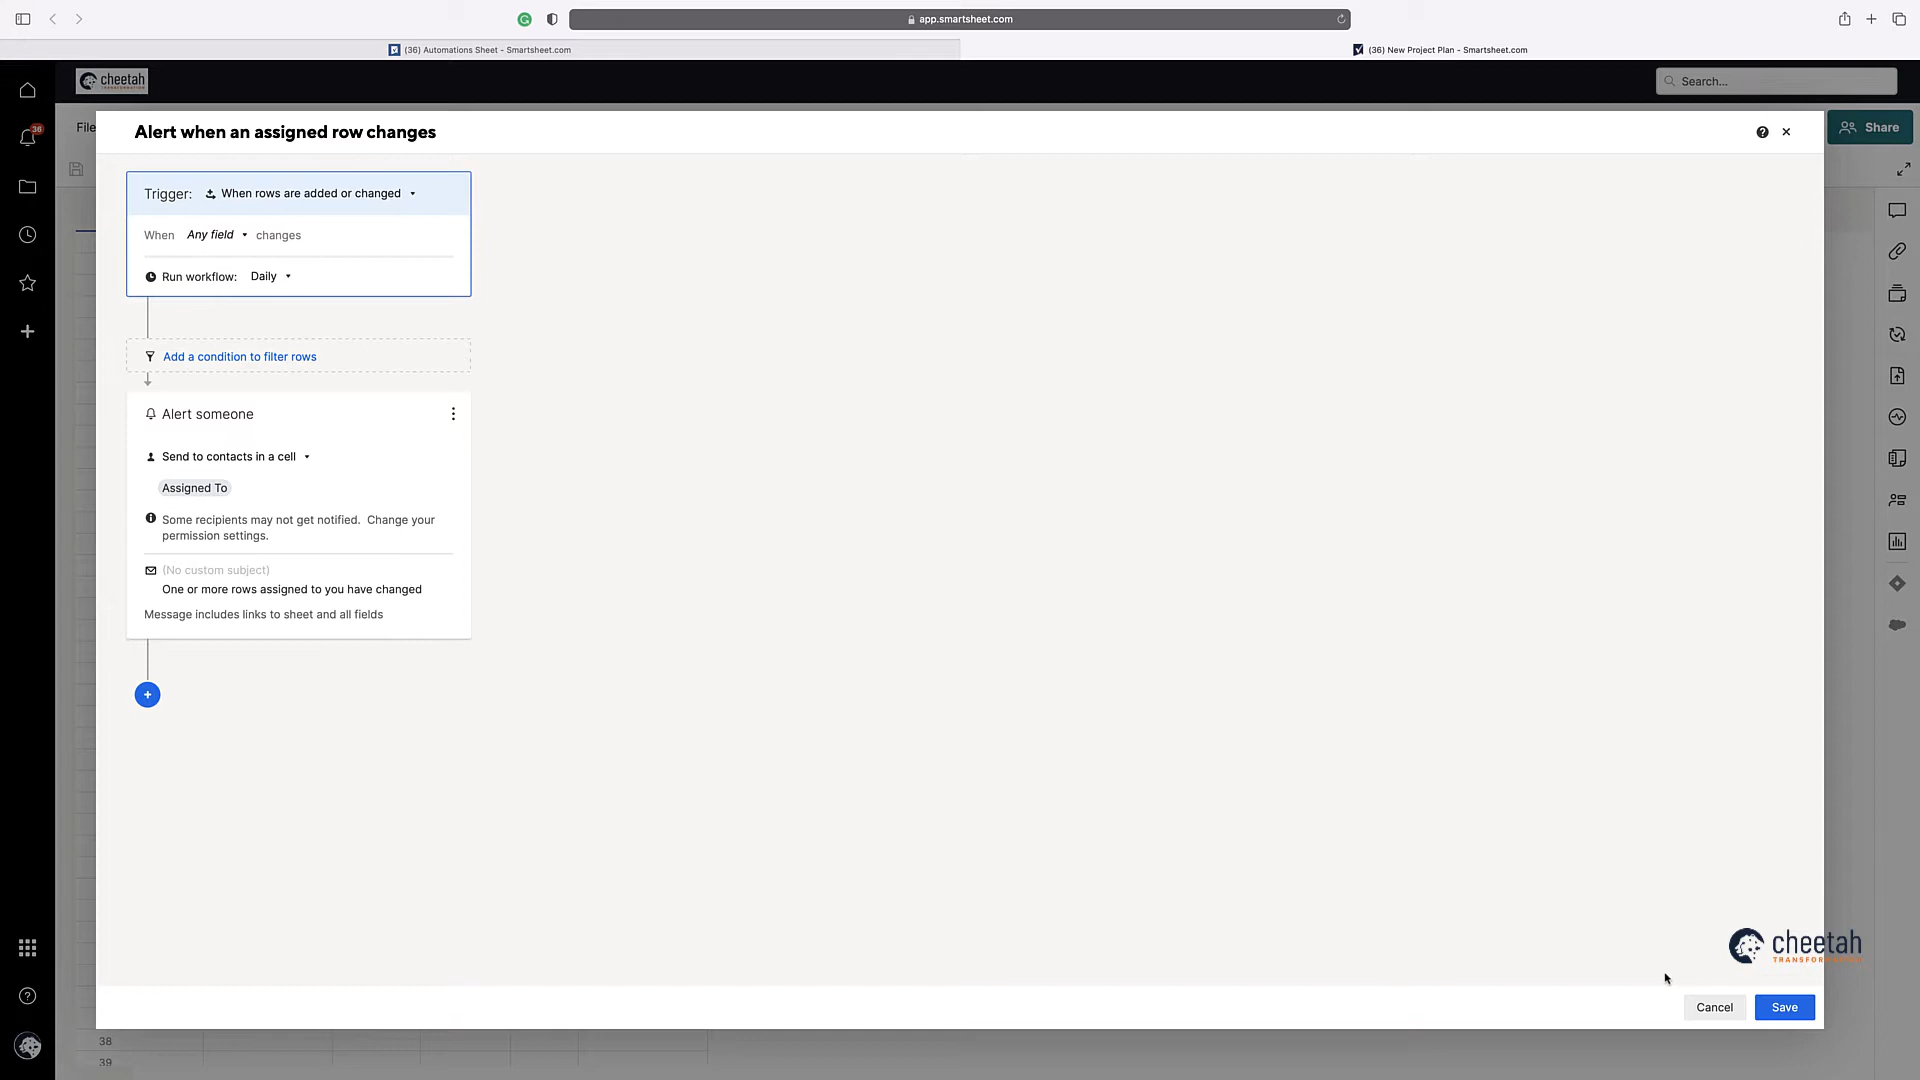 app.smartsheet.com
(36) Automations Sheet - Smartsheet.com
(36) New Project Plan - Smartsheet.com
cheetah
TRANSFORMATION
Search...
36
File
Alert when an assigned row changes
Share
Trigger: When rows are added or changed
When Any field changes
Run workflow: Daily
Add a condition to filter rows
Alert someone
Send to contacts in a cell
Assigned To
Some recipients may not get notified. Change your
permission settings.
(No custom subject)
One or more rows assigned to you have changed
Message includes links to sheet and all fields
cheetah
Cancel
Save
38
39